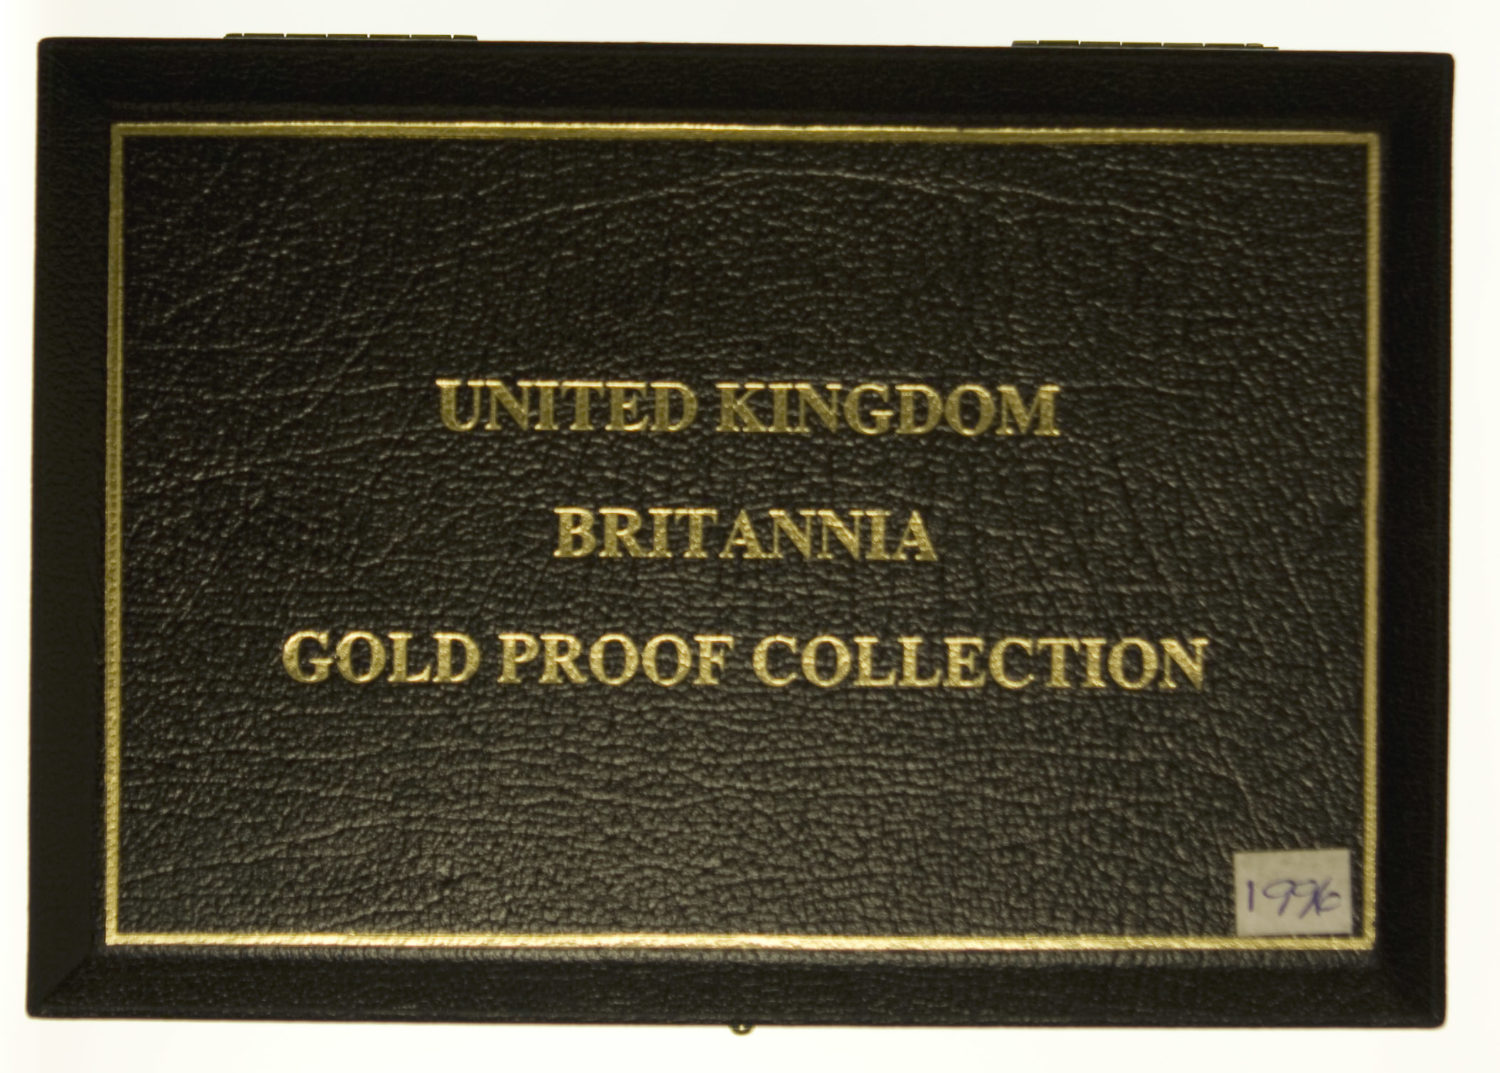 UNITED KINGDOM
BRITANNIA
GOLD PROOF COLLECTION
1996